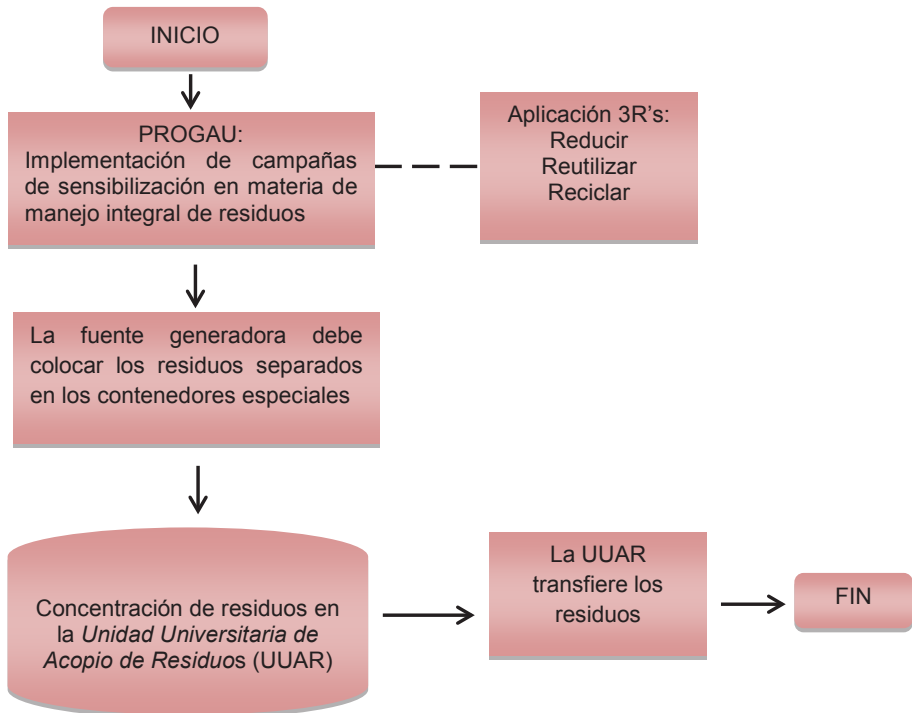 INICIO
PROGAU:
Implementación de campañas
de sensibilización en materia de
manejo integral de residuos
Aplicación 3R's:
Reducir
Reutilizar
Reciclar
La fuente generadora debe
colocar los residuos separados
en los contenedores especiales
Concentración de residuos en
la Unidad Universitaria de
Acopio de Residuos (UUAR)
La UUAR
transfiere los
residuos
FIN